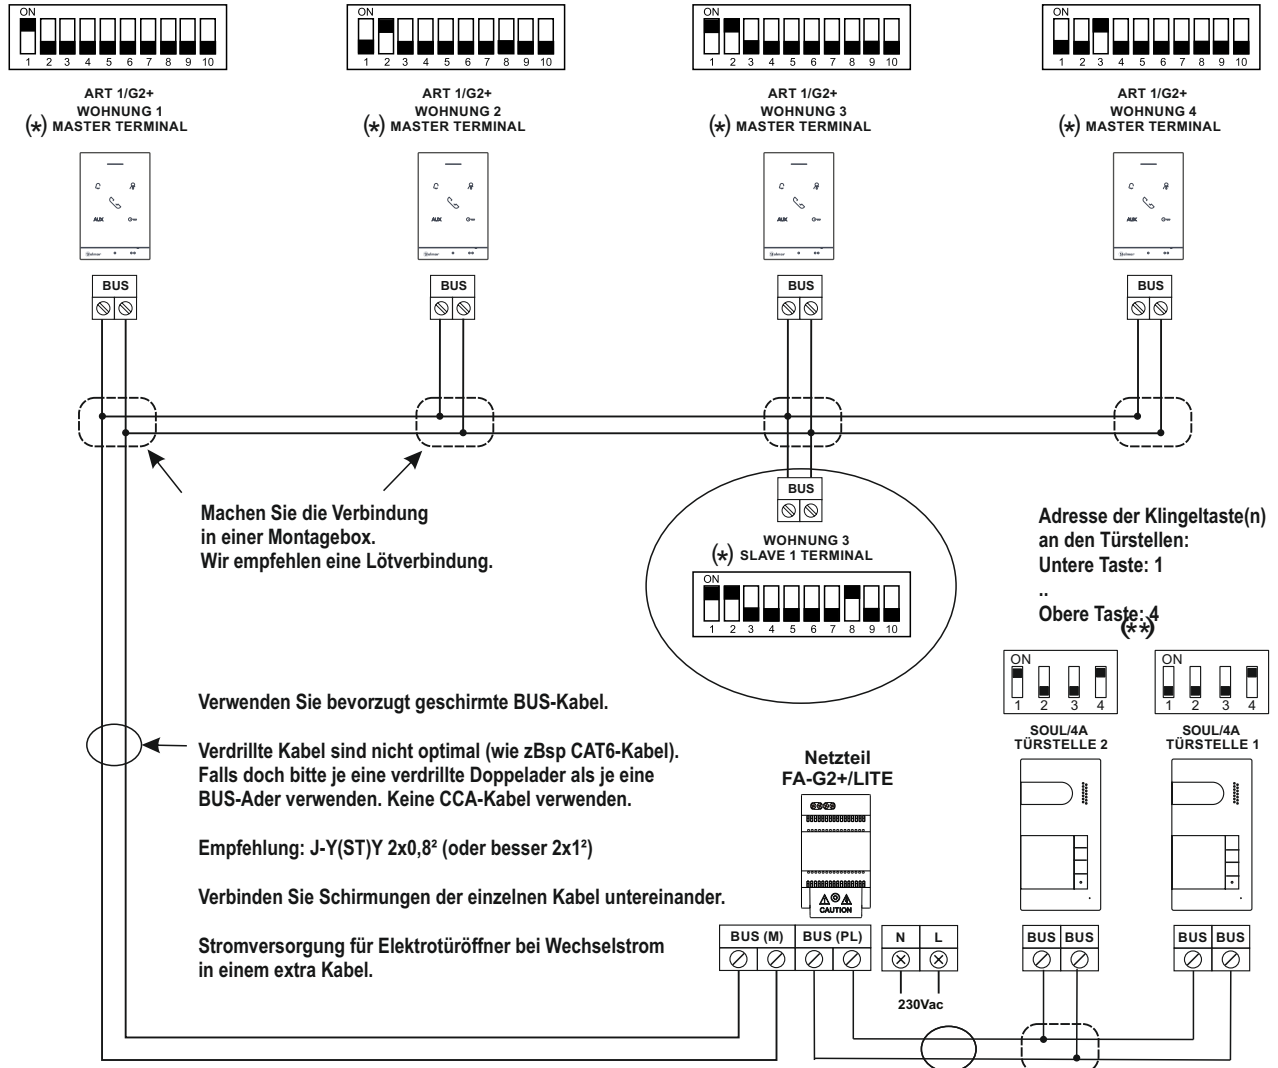 ON
1 2 3 4 5 6 7 8 9 10
ON
1 2 3 4 5 6 7 8 9 10
ON
1 2 3 4 5 6 7 8 9 10
ON
1 2 3 4 5 6 7 8 9 10
ART 1/G2+
WOHNUNG 1
(*) MASTER TERMINAL
ART 1/G2+
WOHNUNG 2
(*) MASTER TERMINAL
ART 1/G2+
WOHNUNG 3
(*) MASTER TERMINAL
ART 1/G2+
WOHNUNG 4
(*) MASTER TERMINAL
AUX
AUX
AUX
AUX
BUS
BUS
BUS
BUS
Machen Sie die Verbindung
in einer Montagebox.
Wir empfehlen eine Lötverbindung.
BUS
WOHNUNG 3
(*) SLAVE 1 TERMINAL
ON
1 2 3 4 5 6 7 8 9 10
Adresse der Klingeltaste(n)
an den Türstellen:
Untere Taste: 1
..
Obere Taste: 4
(**)
ON
1 2 3 4
ON
1 2 3 4
SOUL/4A
TÜRSTELLE 2
SOUL/4A
TÜRSTELLE 1
Verwenden Sie bevorzugt geschirmte BUS-Kabel.
Verdrillte Kabel sind nicht optimal (wie zBsp CAT6-Kabel).
Falls doch bitte je eine verdrillte Doppelader als je eine
BUS-Ader verwenden. Keine CCA-Kabel verwenden.
Empfehlung: J-Y(ST)Y 2x0,8² (oder besser 2x1²)
Verbinden Sie Schirmungen der einzelnen Kabel untereinander.
Stromversorgung für Elektrotüröffner bei Wechselstrom
in einem extra Kabel.
Netzteil
FA-G2+/LITE
CAUTION
BUS (M) BUS (PL) N L
230Vac
BUS BUS
BUS BUS